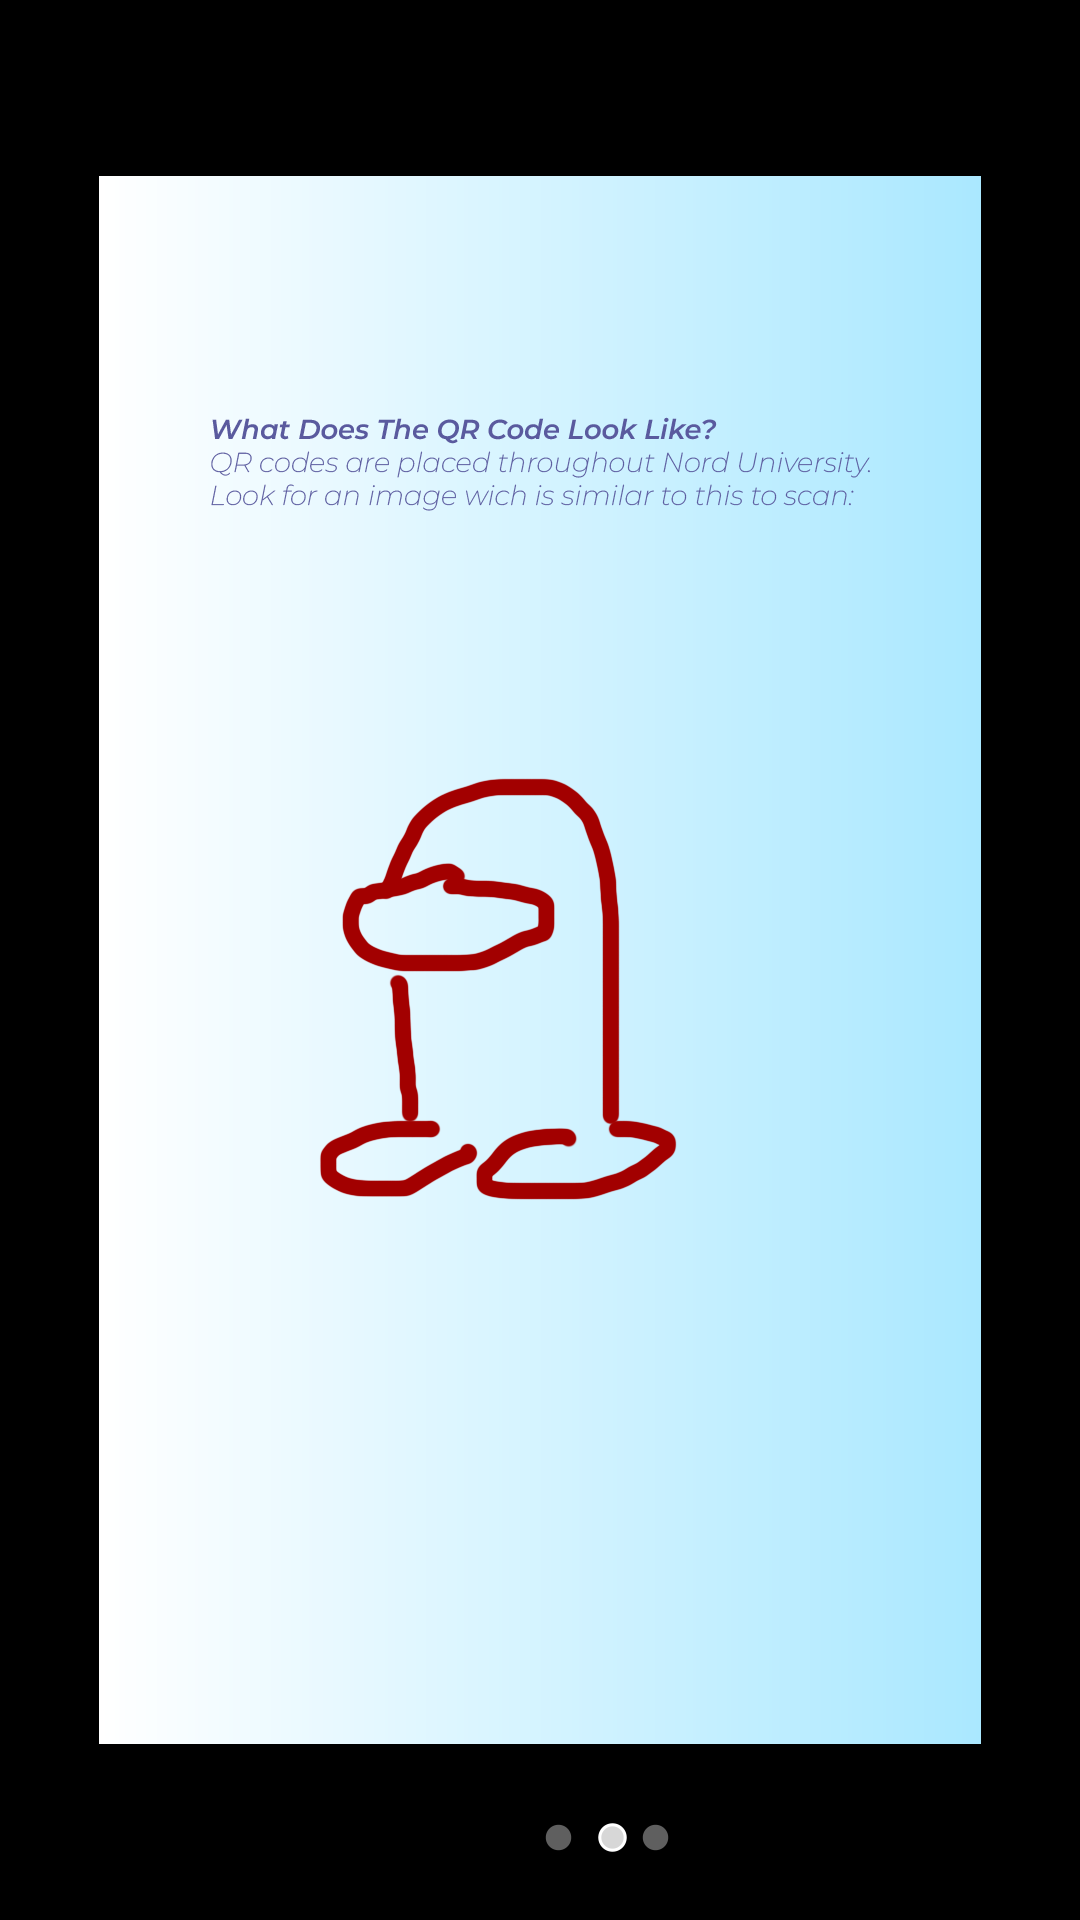 What Does The QR Code Look Like?
QR codes are placed throughout Nord University.
Look for an image wich is similar to this to scan: